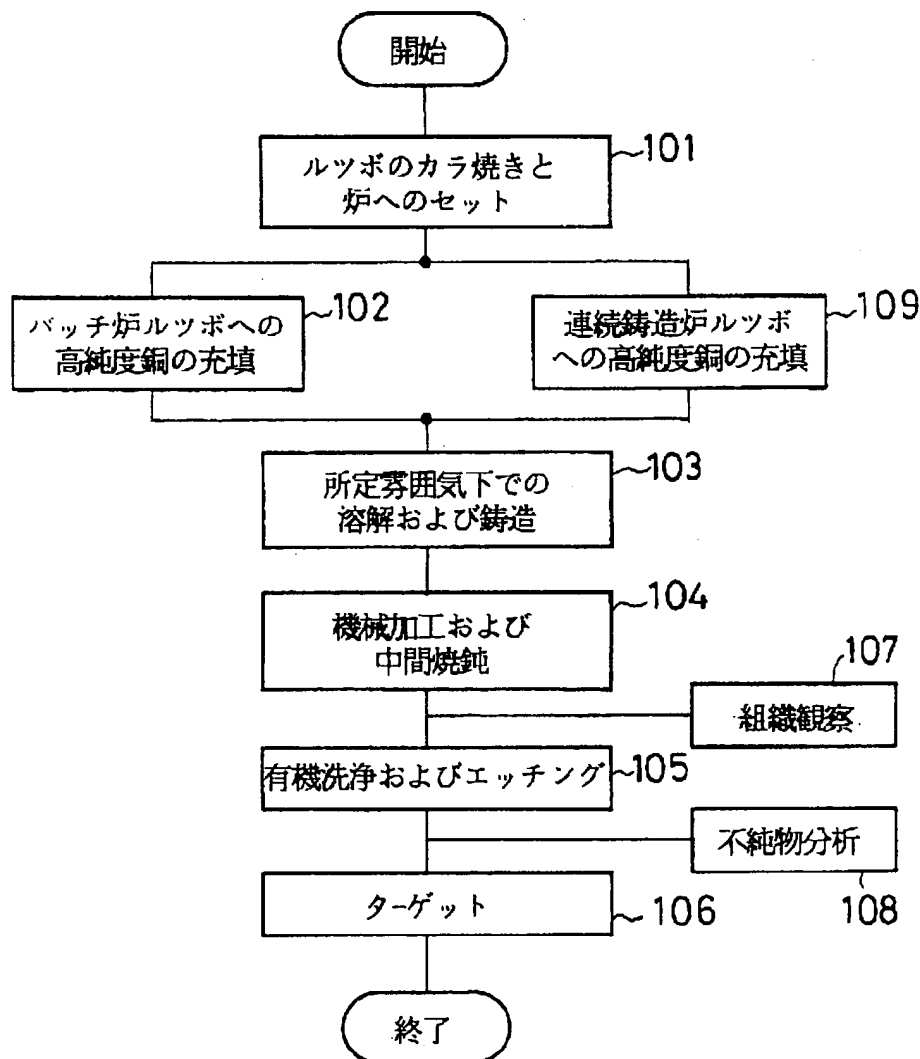 開始
ルツボのカラ焼きと
炉へのセット
101
バッチ炉ルツボへの
高純度銅の充填
102
連続鋳造炉ルツボ
への高純度銅の充填
109
所定雰囲気下での
溶解および鋳造
103
機械加工および
中間焼鈍
104
107
組織観察
有機洗浄およびエッチング
105
不純物分析
108
ターゲット
106
終了